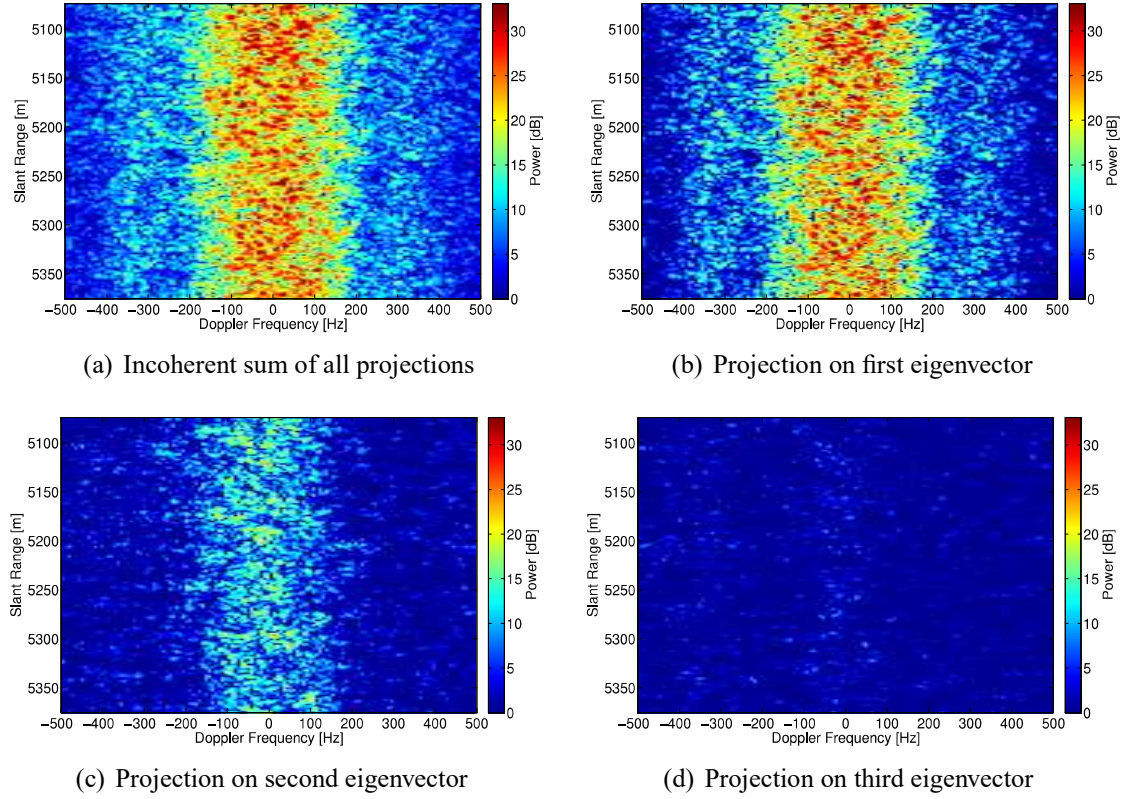 5100
5150
5200
5250
5300
5350
Slant Range [m]
−500 −400 −300 −200 −100 0 100 200 300 400 500
Doppler Frequency [Hz]
30
25
20
15
10
5
0
Power [dB]
(a) Incoherent sum of all projections
5100
5150
5200
5250
5300
5350
Slant Range [m]
−500 −400 −300 −200 −100 0 100 200 300 400 500
Doppler Frequency [Hz]
30
25
20
15
10
5
0
Power [dB]
(b) Projection on first eigenvector
5100
5150
5200
5250
5300
5350
Slant Range [m]
−500 −400 −300 −200 −100 0 100 200 300 400 500
Doppler Frequency [Hz]
30
25
20
15
10
5
0
Power [dB]
(c) Projection on second eigenvector
5100
5150
5200
5250
5300
5350
Slant Range [m]
−500 −400 −300 −200 −100 0 100 200 300 400 500
Doppler Frequency [Hz]
30
25
20
15
10
5
0
Power [dB]
(d) Projection on third eigenvector